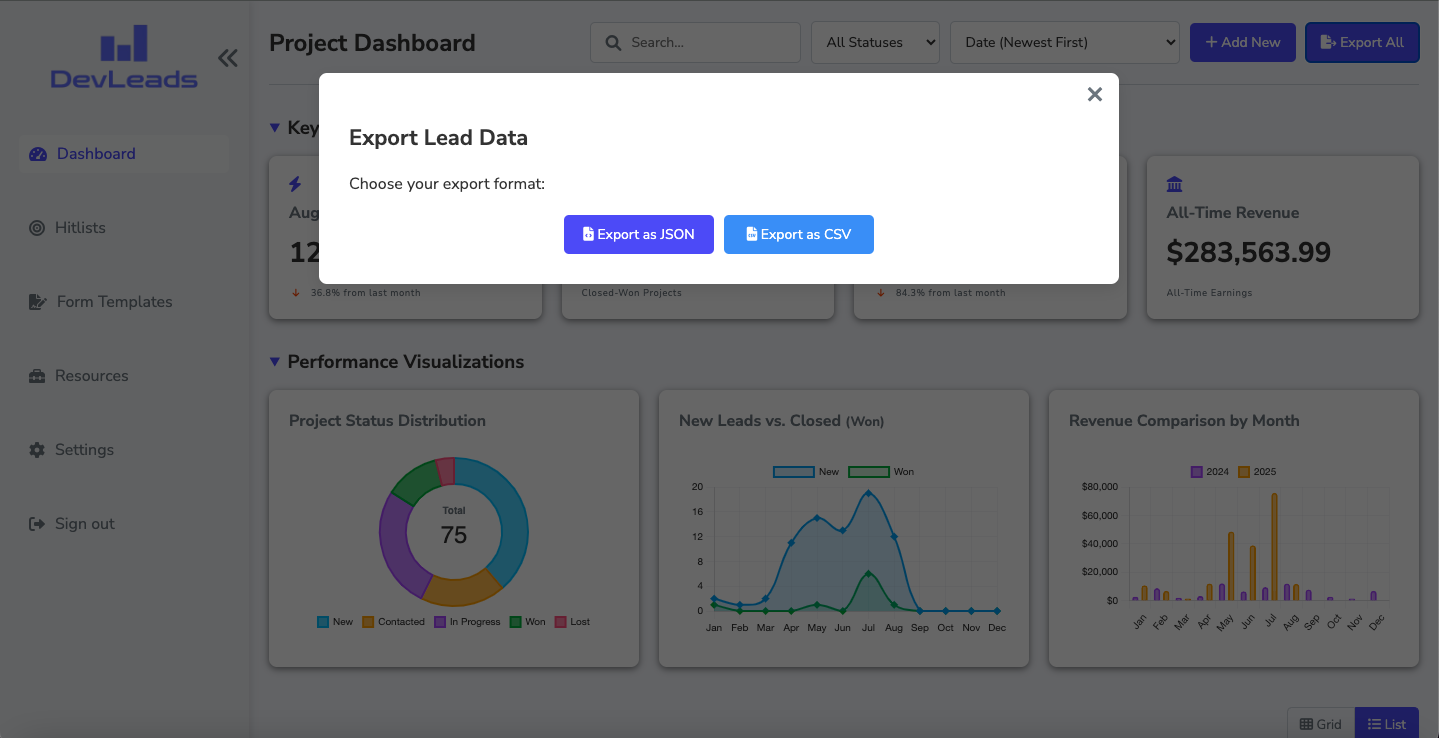 DevLeads
Project Dashboard
Search...
All Statuses
Date (Newest First)
Add New
Export All
Export Lead Data
Choose your export format:
Export as JSON
Export as CSV
Dashboard
Hitlists
Form Templates
Resources
Settings
Sign out
Key
Aug
12
36.8% from last month
Closed-Won Projects
84.3% from last month
All-Time Revenue
$283,563.99
All-Time Earnings
Performance Visualizations
Project Status Distribution
Total
75
New Contacted In Progress Won Lost
New Leads vs. Closed (Won)
New Won
20
16
12
8
4
0
Jan Feb Mar Apr May Jun Jul Aug Sep Oct Nov Dec
Revenue Comparison by Month
2024 2025
$80,000
$60,000
$40,000
$20,000
$0
Jan Feb Mar Apr May Jun Jul Aug Sep Oct Nov Dec
Grid
List